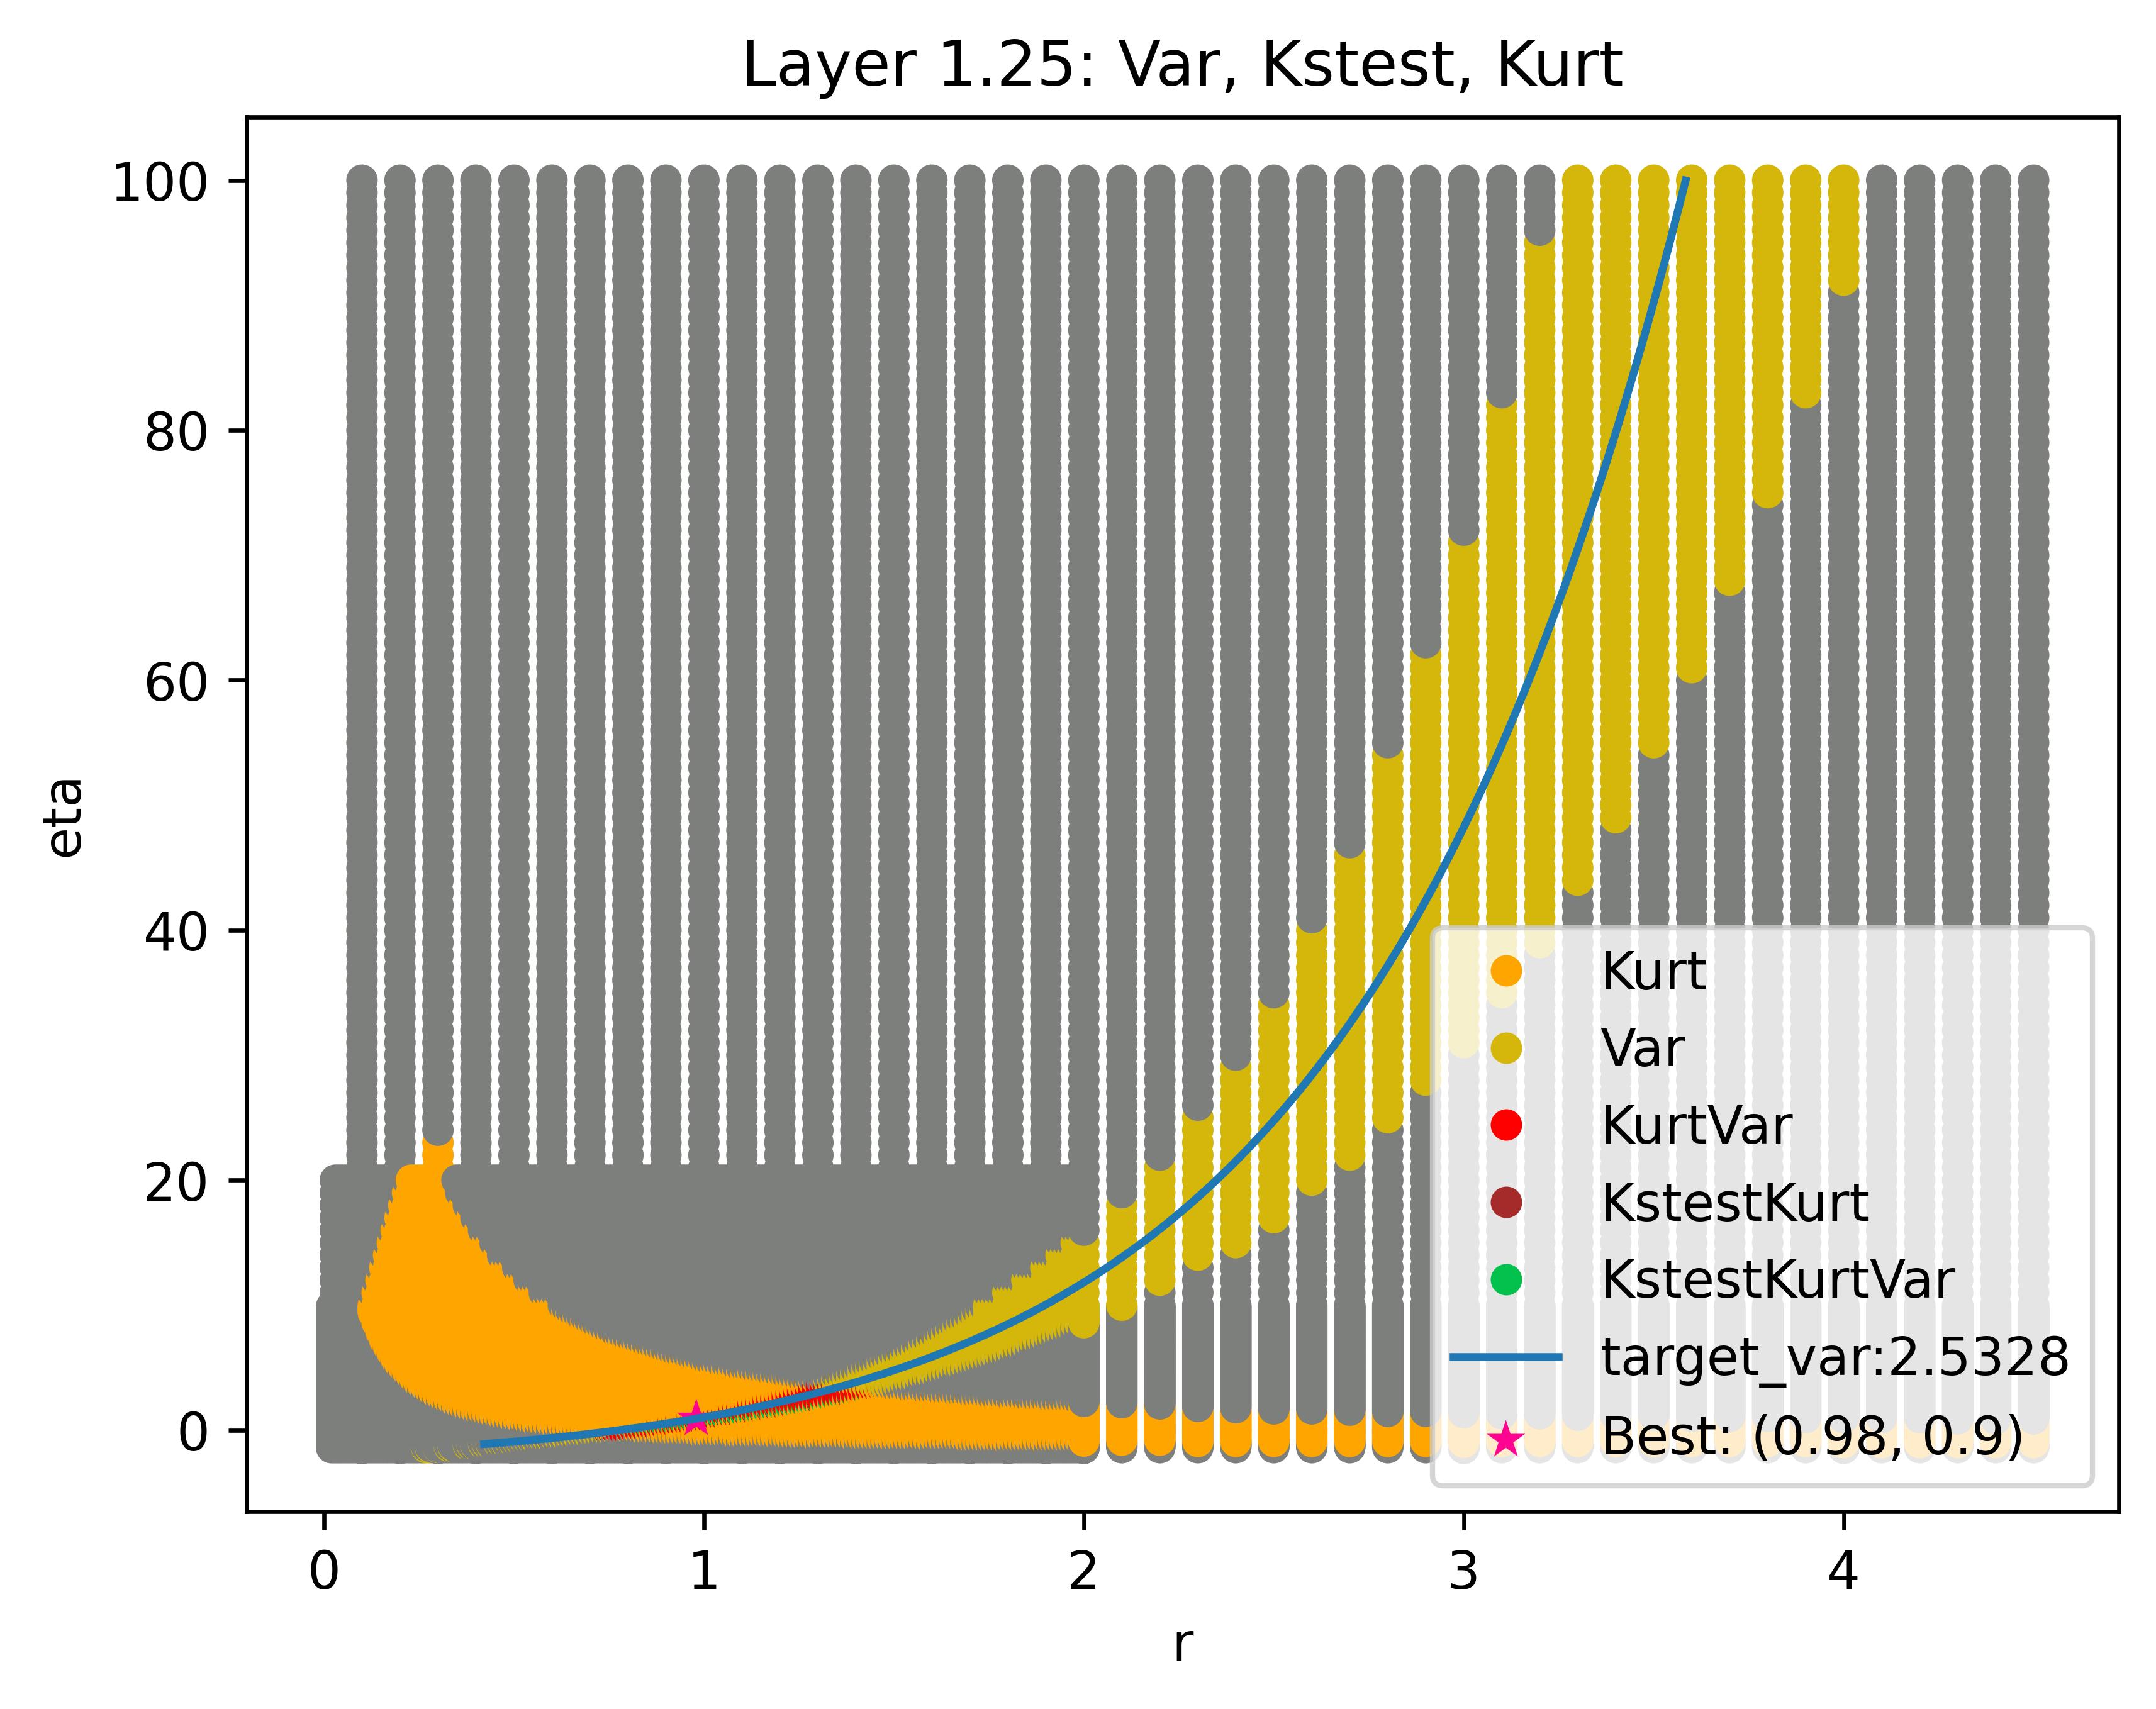 Layer 1.25: Var, Kstest, Kurt
100
80
60
40
20
0
eta
0 1 2 3 4
r
Kurt
Var
KurtVar
KstestKurt
KstestKurtVar
target_var:2.5328
Best: (0.98, 0.9)